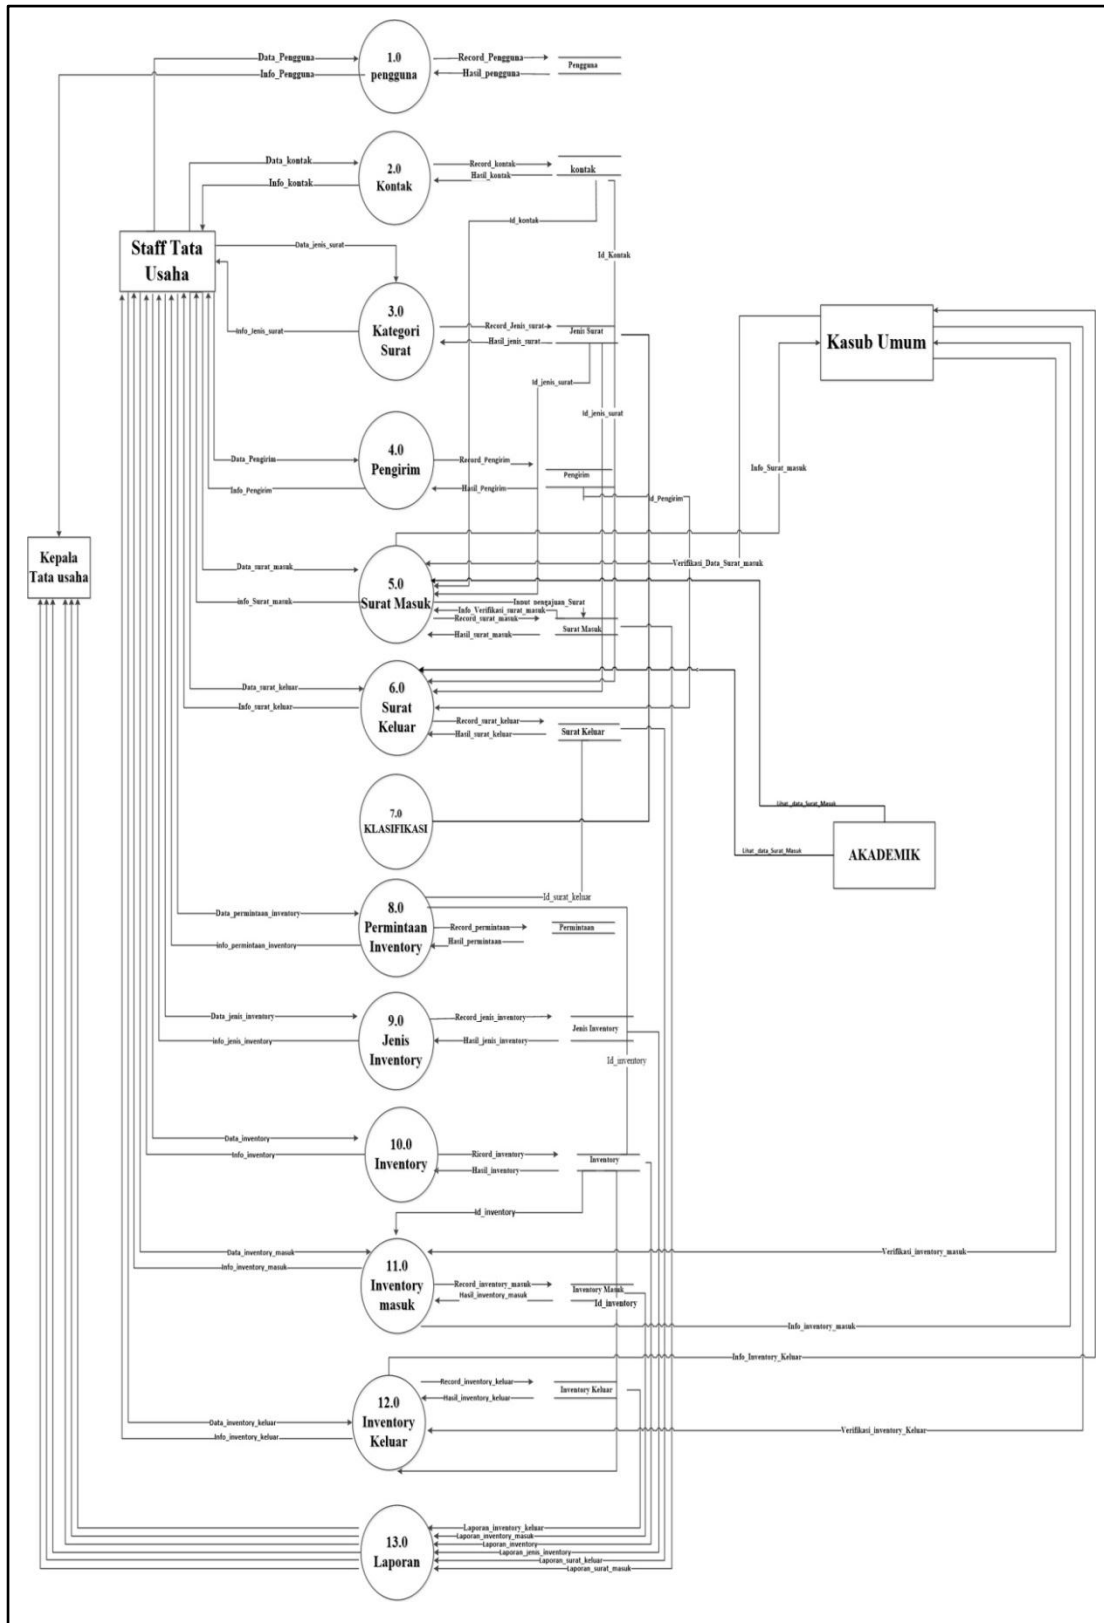 Data_Pengguna
1.0
pengguna
Record_Pengguna
Info_Pengguna
Hasil_pengguna
Pengguna
Data_kontak
2.0
Kontak
Record_kontak
Info_kontak
Hasil_kontak
kontak
Id_kontak
Id_Kontak
Staff Tata
Usaha
Data_jenis_surat
3.0
Kategori
Surat
Info_Jenis_surat
Record_Jenis_surat
Hasil_jenis_surat
Jenis Surat
Id_jenis_surat
Id_jenis_surat
Kasub Umum
Data_Pengirim
4.0
Pengirim
Record_Pengirim
Info_Pengirim
Hasil_Pengirim
Pengirim
Id_Pengirim
Info_Surat_masuk
Kepala
Tata usaha
Data_surat_masuk
5.0
Surat Masuk
info_Surat_masuk
Verifikasi_Data_Surat_masuk
Input_pengajuan_Surat
Info_Verifikasi_surat_masuk
Record_surat_masuk
Hasil_surat_masuk
Surat Masuk
Data_surat_keluar
6.0
Surat
Keluar
Info_surat_keluar
Record_surat_keluar
Hasil_surat_keluar
Surat Keluar
7.0
KLASIFIKASI
Lihat _data_Surat_Masuk
Lihat _data_Surat_Masuk
AKADEMIK
Id_surat_keluar
Data_permintaan_inventory
8.0
Permintaan
Inventory
info_permintaan_inventory
Record_permintaan
Hasil_permintaan
Permintaan
Data_jenis_inventory
9.0
Jenis
Inventory
info_jenis_inventory
Record_jenis_inventory
Hasil_jenis_inventory
Jenis Inventory
Id_inventory
Data_inventory
10.0
Inventory
Info_inventory
Ricord_inventory
Hasil_inventory
Inventory
Id_inventory
Data_inventory_masuk
11.0
Inventory
masuk
Info_inventory_masuk
Verifikasi_inventory_masuk
Record_inventory_masuk
Hasil_inventory_masuk
Inventory Masuk
Id_inventory
Info_inventory_masuk
Info_Inventory_Keluar
Record_inventory_keluar
Hasil_inventory_keluar
Inventory Keluar
12.0
Inventory
Keluar
Data_inventory_keluar
Info_inventory_keluar
Verifikasi_inventory_Keluar
13.0
Laporan
Laporan_inventory_keluar
Laporan_inventory_masuk
Laporan_inventory
Laporan_jenis_inventory
Laporan_surat_keluar
Laporan_surat_masuk